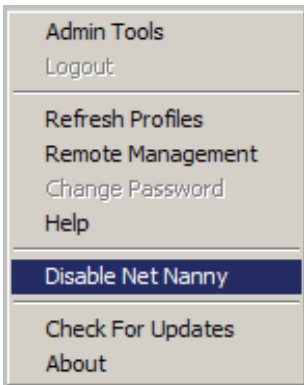 Admin Tools
Logout
Refresh Profiles
Remote Management
Change Password
Help
Disable Net Nanny
Check For Updates
About